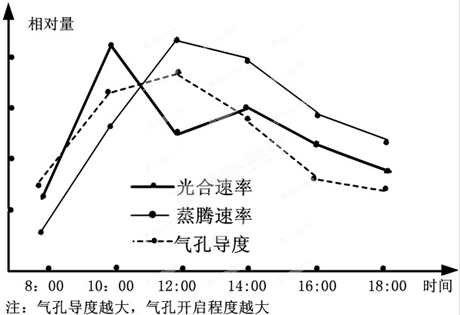 相对量
光合速率
蒸腾速率
气孔导度
8：00 10：00 12:00 14:00 16:00 18:00 时间
注：气孔导度越大，气孔开启程度越大